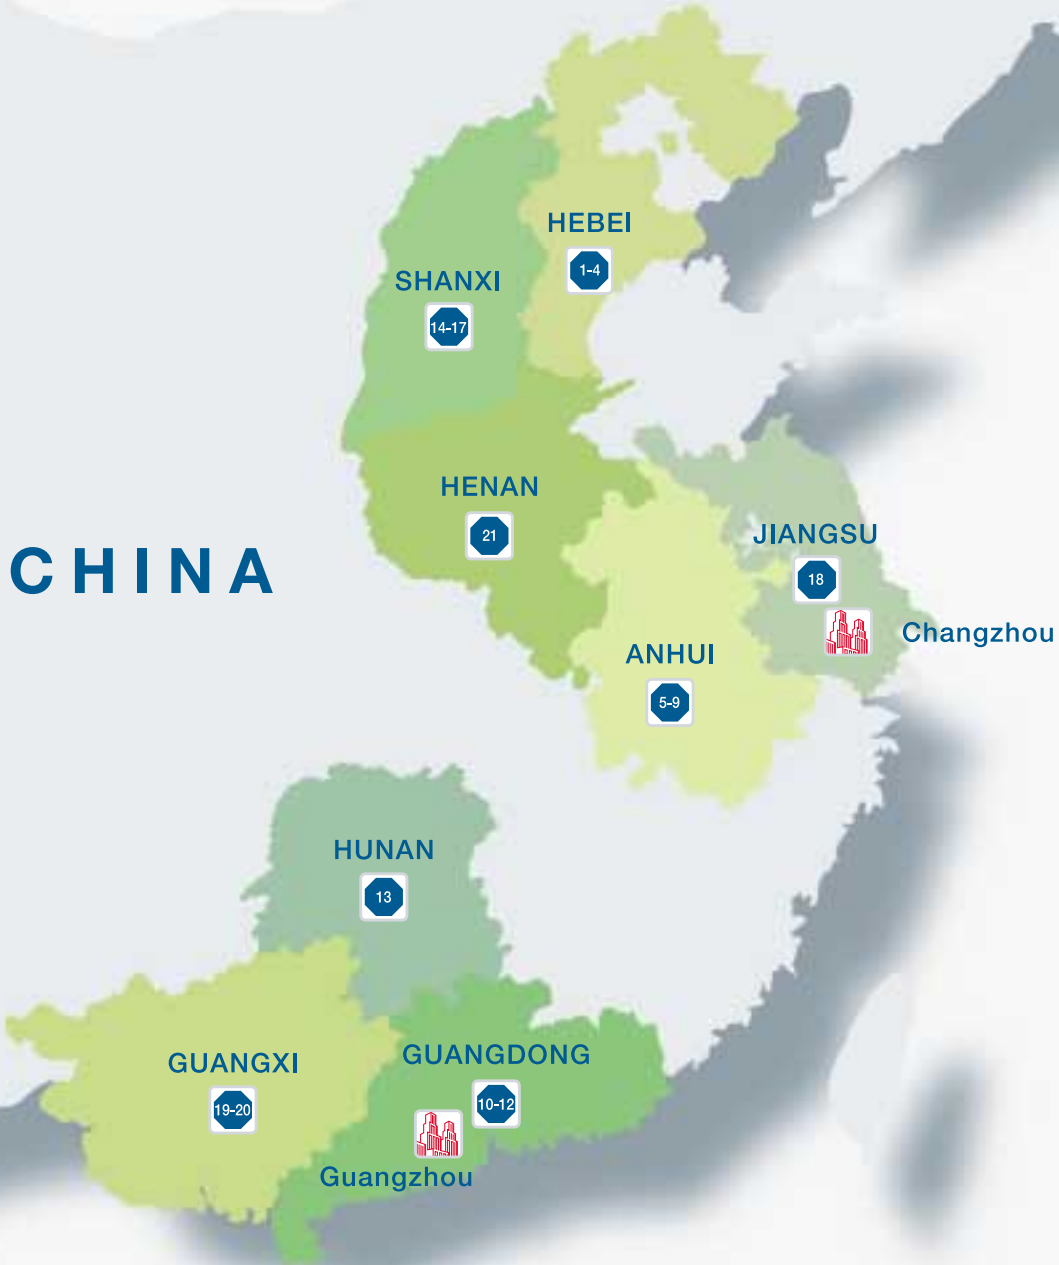 HEBEI
1-4
SHANXI
14-17
HENAN
21
JIANGSU
18
CHINA
Changzhou
ANHUI
5-9
HUNAN
13
GUANGXI
19-20
GUANGDONG
10-12
Guangzhou